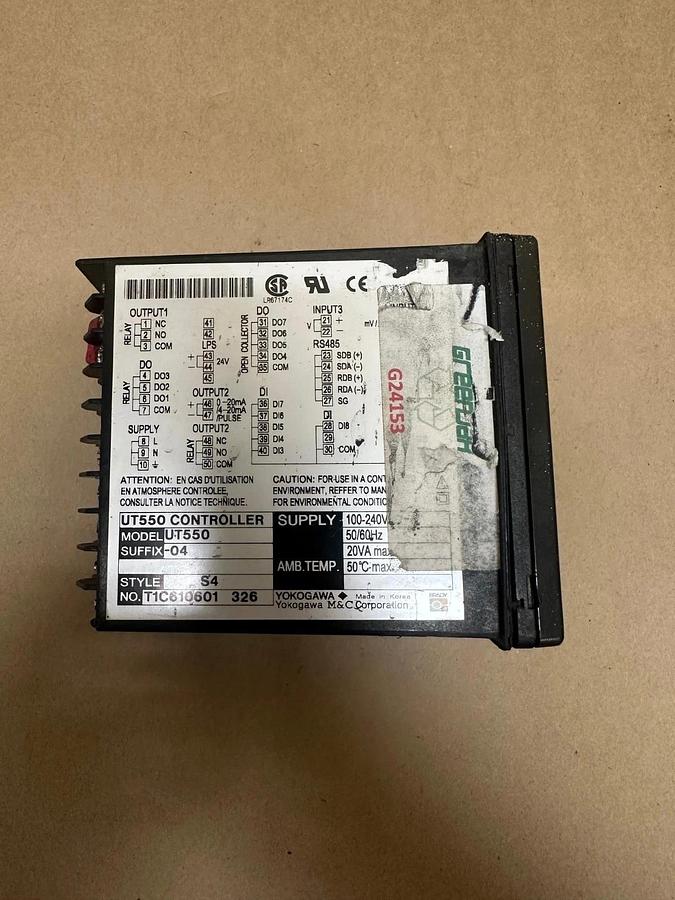 LR67174C
CE
OUTPUT1
RELAY
1 NC
2 NO
3 COM
DO
RELAY
4 DO3
5 DO2
6 DO1
7 COM
SUPPLY
8 L
9 N
10
41
42
LPS
43
44
45
24V
OUTPUT2
46
47
0-20mA
4-20mA
/PULSE
OUTPUT2
RELAY
48 NC
49 NO
50 COM
DO
OPEN COLLECTOR
31 DO7
32 DO6
33 DO5
34 DO4
35 COM
DI
36 DI7
37 DI6
38 DI5
39 DI4
40 DI3
INPUT3
V
21 +
22 -
mV/
RS485
23 SDB (+)
24 SDA (-)
25 RDB (+)
26 RDA (-)
27 SG
DI
28 DI8
29
30 COM
G24153
ATTENTION: EN CAS D'UTILISATION
EN ATMOSPHERE CONTROLEE,
CONSULTER LA NOTICE TECHNIQUE.
CAUTION: FOR USE IN A CONT
ENVIRONMENT, REFFER TO MAN
FOR ENVIRONMENTAL CONDITIC
UT550 CONTROLLER
MODEL UT550
SUFFIX -04
STYLE S4
NO. T1C610601 326
SUPPLY 100-240V
50/60Hz
20VA max.
AMB.TEMP. 50°C max.
YOKOGAWA ◆ Made in Korea
Yokogawa M&C Corporation
BRADY